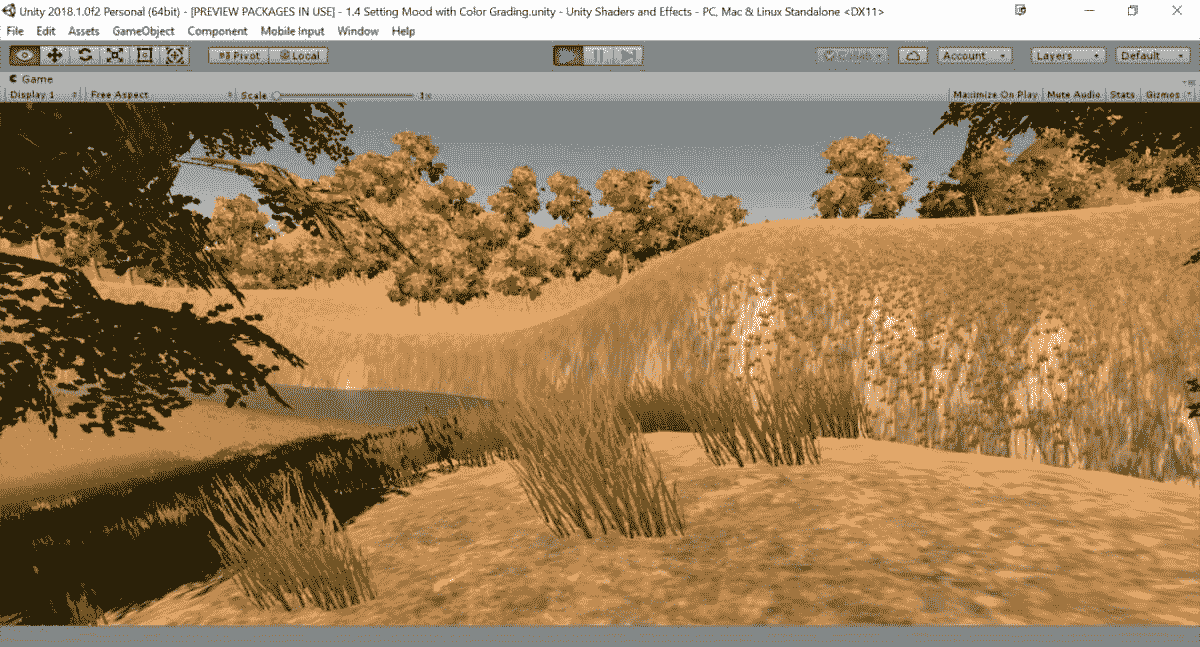 Unity 2018.1.0f2 Personal (64bit) - [PREVIEW PACKAGES IN USE] - 1.4 Setting Mood with Color Grading.unity - Unity Shaders and Effects - PC, Mac & Linux Standalone <DX11>
File Edit Assets GameObject Component Mobile Input Window Help
Pivot Local Collab Account Layers Default
Game
Display 1 Free Aspect Scale 1x Maximize On Play Mute Audio Stats Gizmos